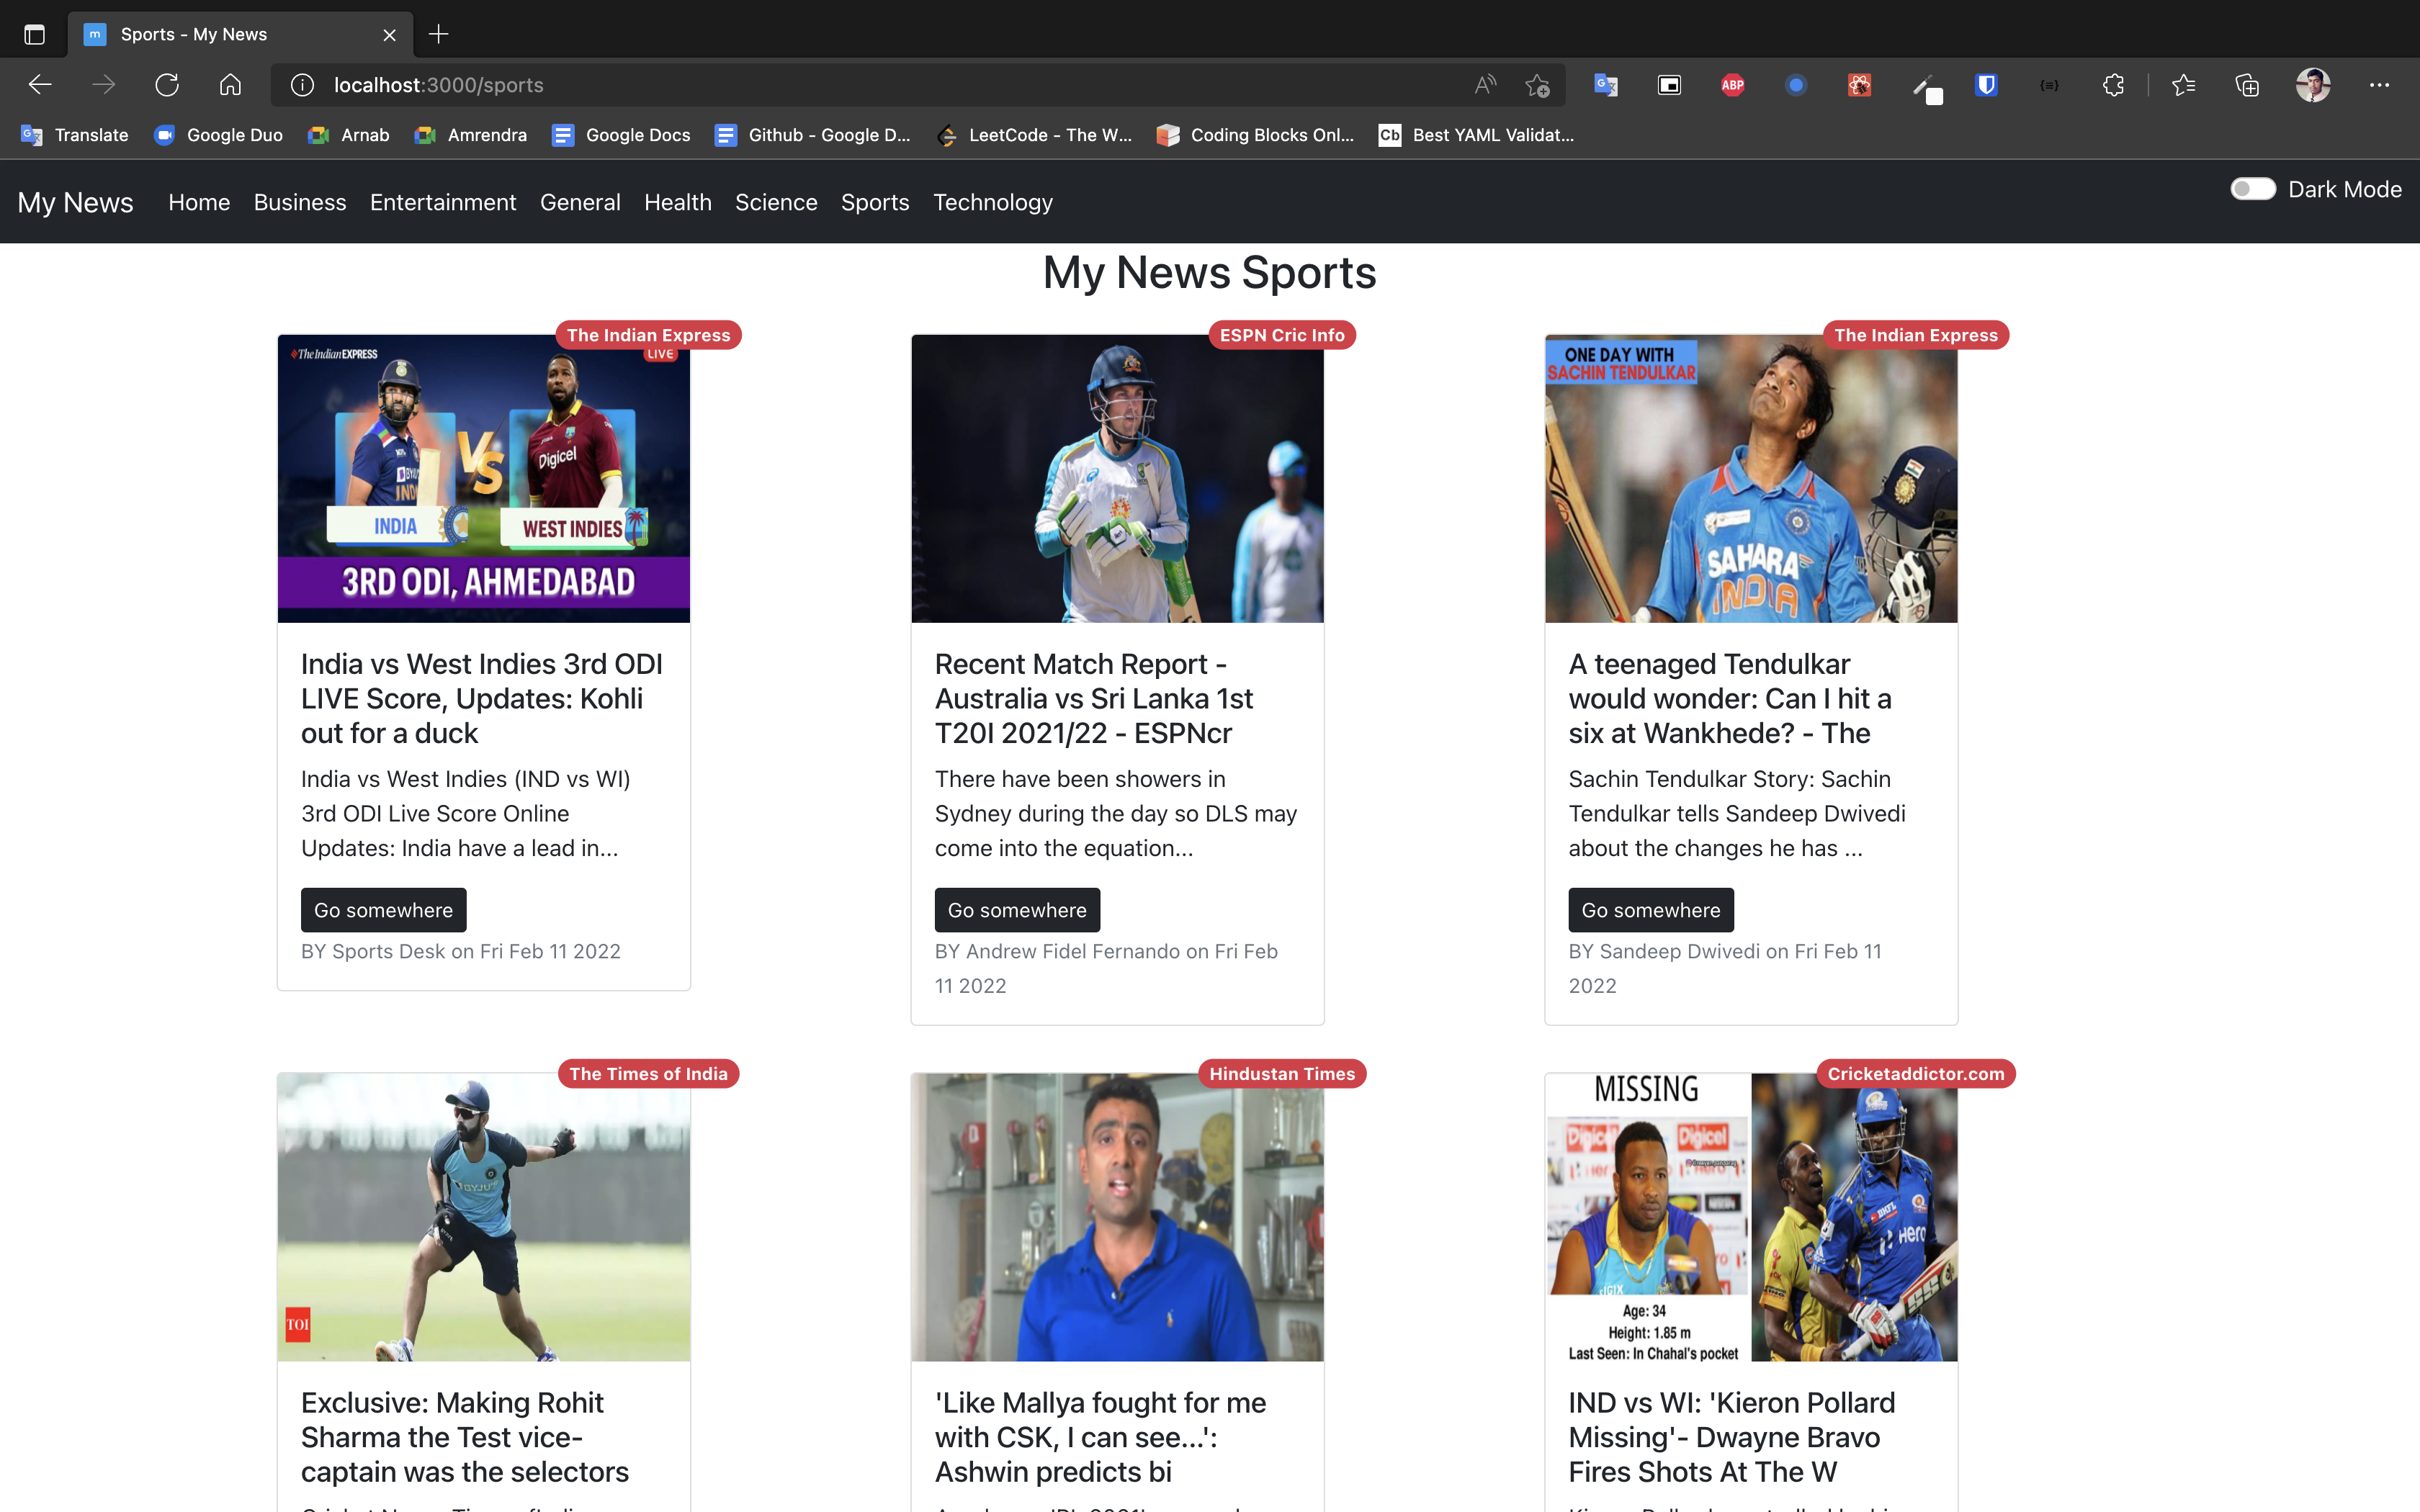 Sports - My News
localhost:3000/sports
ABP
Translate
Google Duo
Arnab
Amrendra
Google Docs
Github - Google D...
LeetCode - The W...
Coding Blocks Onl...
Cb
Best YAML Validat...
My News
Home
Business
Entertainment
General
Health
Science
Sports
Technology
Dark Mode
My News Sports
The Indian Express
The Indian EXPRESS
LIVE
VS
Digicel
INDIA
WEST INDIES
3RD ODI, AHMEDABAD
India vs West Indies 3rd ODI
LIVE Score, Updates: Kohli
out for a duck
India vs West Indies (IND vs WI)
3rd ODI Live Score Online
Updates: India have a lead in...
Go somewhere
BY Sports Desk on Fri Feb 11 2022
ESPN Cric Info
Recent Match Report -
Australia vs Sri Lanka 1st
T20I 2021/22 - ESPNcr
There have been showers in
Sydney during the day so DLS may
come into the equation...
Go somewhere
BY Andrew Fidel Fernando on Fri Feb
11 2022
The Indian Express
ONE DAY WITH
SACHIN TENDULKAR
SAHARA
INDIA
A teenaged Tendulkar
would wonder: Can I hit a
six at Wankhede? - The
Sachin Tendulkar Story: Sachin
Tendulkar tells Sandeep Dwivedi
about the changes he has ...
Go somewhere
BY Sandeep Dwivedi on Fri Feb 11
2022
The Times of India
BYJU'S
TOI
Exclusive: Making Rohit
Sharma the Test vice-
captain was the selectors
Hindustan Times
'Like Mallya fought for me
with CSK, I can see...':
Ashwin predicts bi
Cricketaddictor.com
MISSING
Digicel
Digicel
HERO
Age: 34
Height: 1.85 m
Last Seen: In Chahal's pocket
IND vs WI: 'Kieron Pollard
Missing'- Dwayne Bravo
Fires Shots At The W